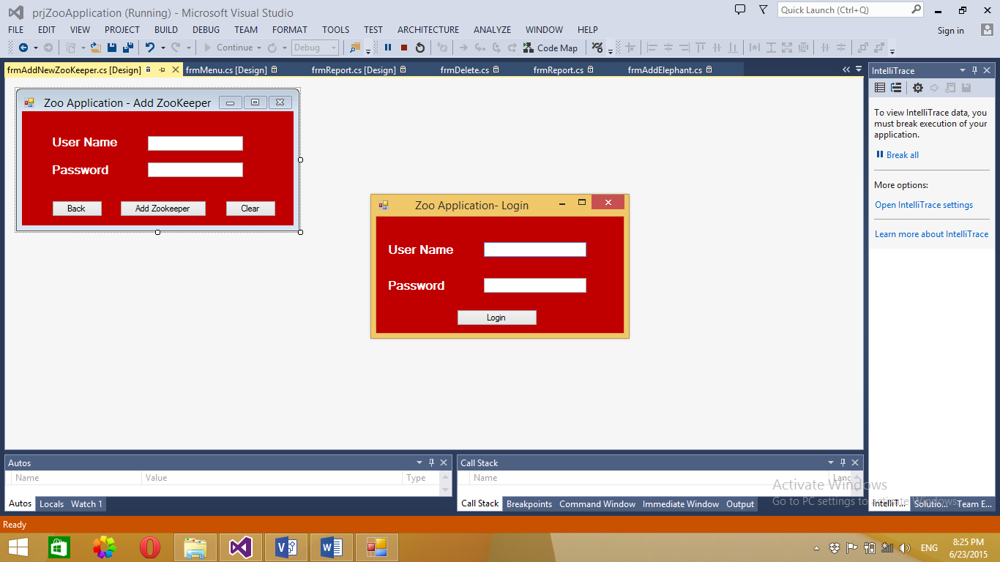 prjZooApplication (Running) - Microsoft Visual Studio
Quick Launch (Ctrl+Q)
FILE EDIT VIEW PROJECT BUILD DEBUG TEAM FORMAT TOOLS TEST ARCHITECTURE ANALYZE WINDOW HELP
Sign in
Continue Debug Code Map
frmAddNewZooKeeper.cs [Design] frmMenu.cs [Design] frmReport.cs [Design] frmDelete.cs frmReport.cs frmAddElephant.cs
IntelliTrace
To view IntelliTrace data, you
must break execution of your
application.
Break all
More options:
Open IntelliTrace settings
Learn more about IntelliTrace
Zoo Application - Add ZooKeeper
User Name
Password
Back Add Zookeeper Clear
Zoo Application- Login
User Name
Password
Login
Autos
Name Value Type
Autos Locals Watch 1
Call Stack
Name Lang
Call Stack Breakpoints Command Window Immediate Window Output
Activate Windows
Go to PC settings to activate Windows.
IntelliT... Solutio... Team E...
Ready
ENG
8:25 PM
6/23/2015